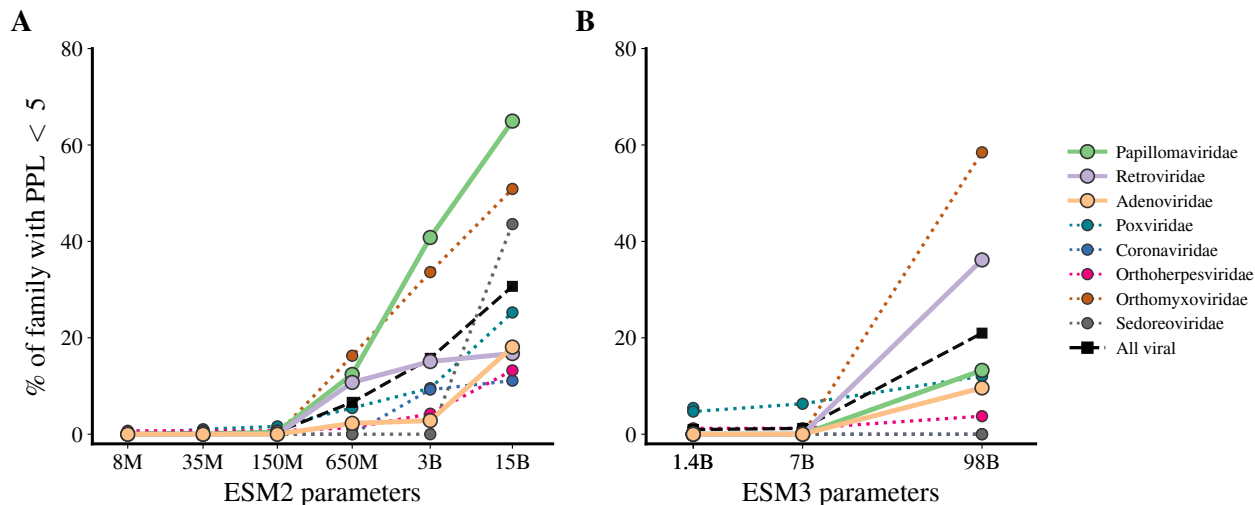 A
B
80
60
40
20
0
% of family with PPL < 5
8M
35M
150M
650M
3B
15B
ESM2 parameters
80
60
40
20
0
1.4B
7B
98B
ESM3 parameters
Papillomaviridae
Retroviridae
Adenoviridae
Poxviridae
Coronaviridae
Orthoherpesviridae
Orthomyxoviridae
Sedoreoviridae
All viral